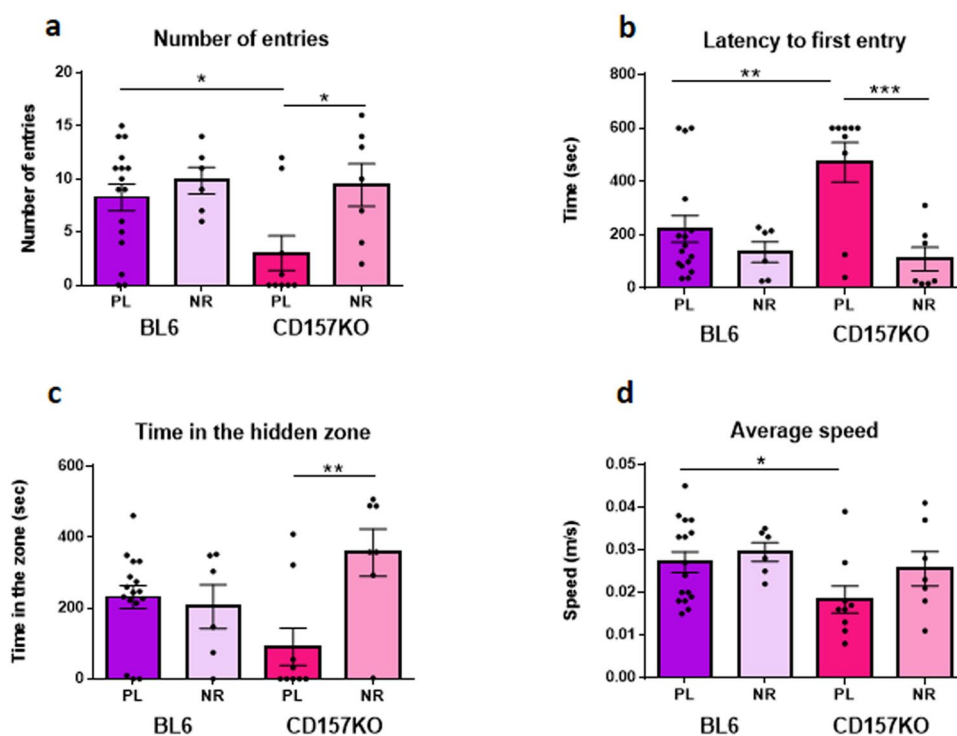 a
Number of entries
Number of entries
20
15
10
5
0
*
*
PL
NR
PL
NR
BL6
CD157KO
b
Latency to first entry
Time (sec)
800
600
400
200
0
**
***
PL
NR
PL
NR
BL6
CD157KO
c
Time in the hidden zone
Time in the zone (sec)
600
400
200
0
**
PL
NR
PL
NR
BL6
CD157KO
d
Average speed
Speed (m/s)
0.05
0.04
0.03
0.02
0.01
0.00
*
PL
NR
PL
NR
BL6
CD157KO